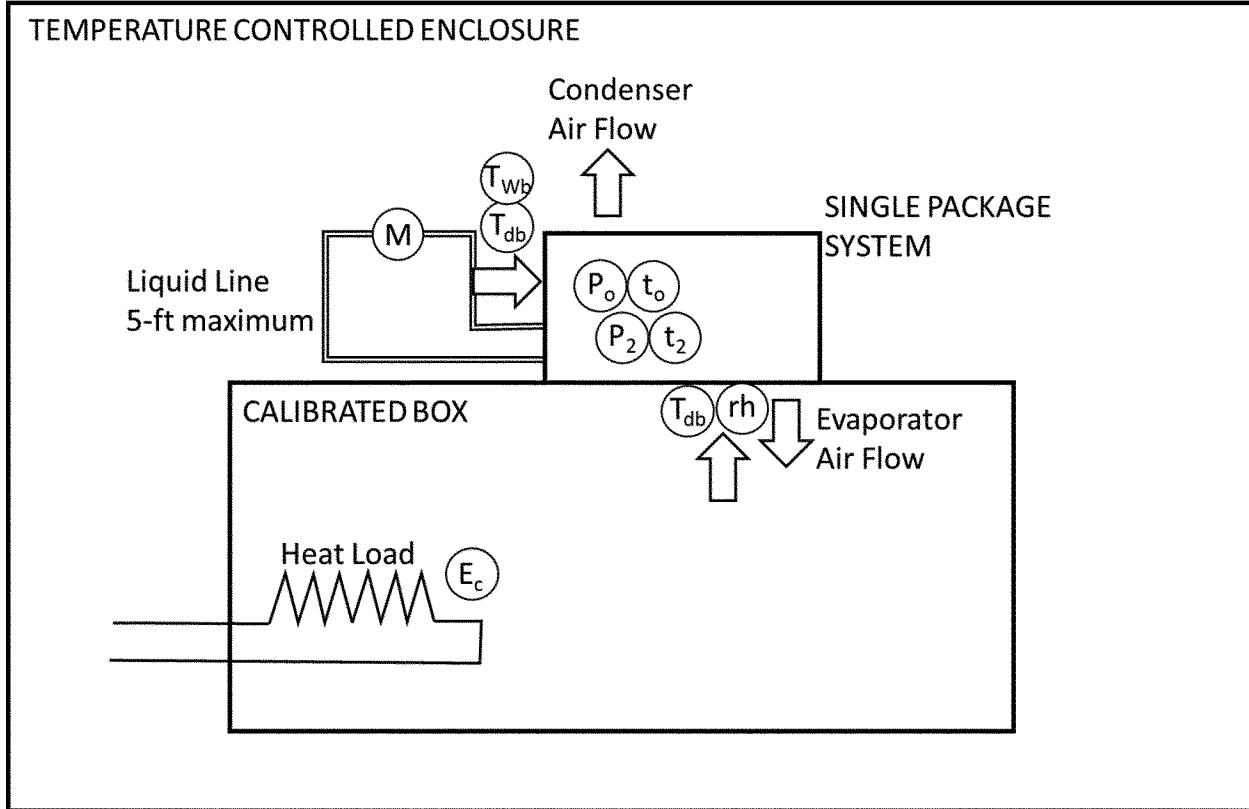 TEMPERATURE CONTROLLED ENCLOSURE
Condenser
Air Flow
T_Wb
T_db
M
SINGLE PACKAGE
SYSTEM
Liquid Line
5-ft maximum
P_o
t_o
P_2
t_2
CALIBRATED BOX
T_db
rh
Evaporator
Air Flow
Heat Load
E_c